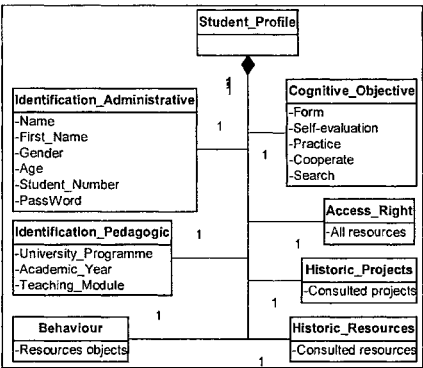 Student_Profile
1
1
Identification_Administrative
-Name
-First_Name
-Gender
-Age
-Student_Number
-PassWord
1
Cognitive_Objective
-Form
-Self-evaluation
-Practice
-Cooperate
-Search
1
Access_Right
-All resources
1
Identification_Pedagogic
-University_Programme
-Academic_Year
-Teaching_Module
1
Historic_Projects
-Consulted projects
1
Behaviour
-Resources objects
1
Historic_Resources
-Consulted resources
1